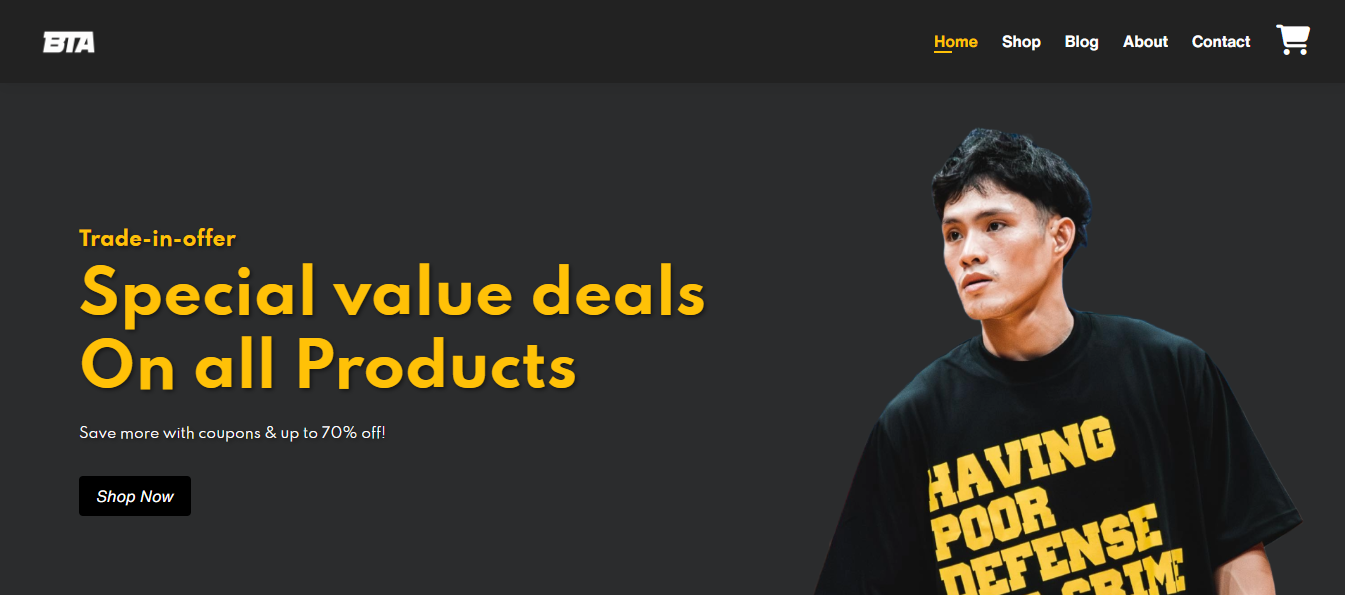 BTA
Home Shop Blog About Contact
Trade-in-offer
Special value deals
On all Products
Save more with coupons & up to 70% off!
Shop Now
HAVING
POOR
DEFENSE
A CRIME